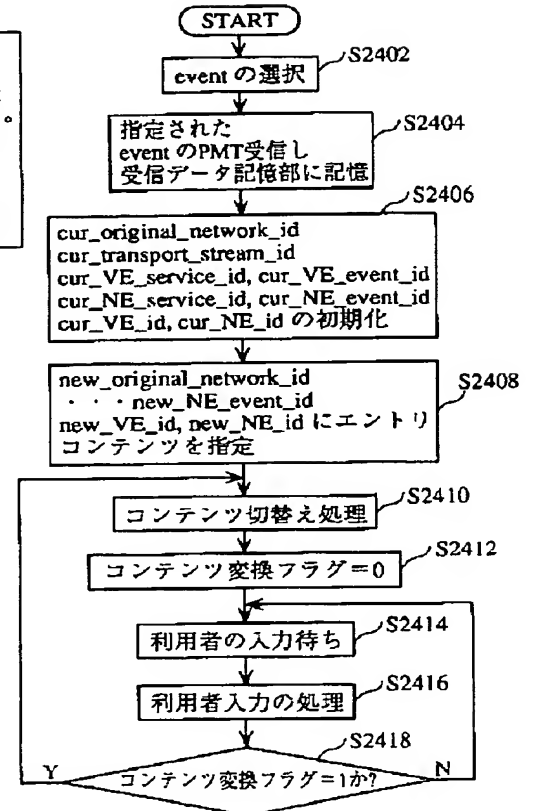 START
S2402
eventの選択
S2404
指定された
eventのPMT受信し
受信データ記憶部に記憶
S2406
cur_original_network_id
cur_transport_stream_id
cur_VE_service_id, cur_VE_event_id
cur_NE_service_id, cur_NE_event_id
cur_VE_id, cur_NE_id の初期化
S2408
new_original_network_id
・・・new_NE_event_id
new_VE_id, new_NE_id にエントリ
コンテンツを指定
S2410
コンテンツ切替え処理
S2412
コンテンツ変換フラグ=0
S2414
利用者の入力待ち
S2416
利用者入力の処理
S2418
Y
コンテンツ変換フラグ=1か?
N
。